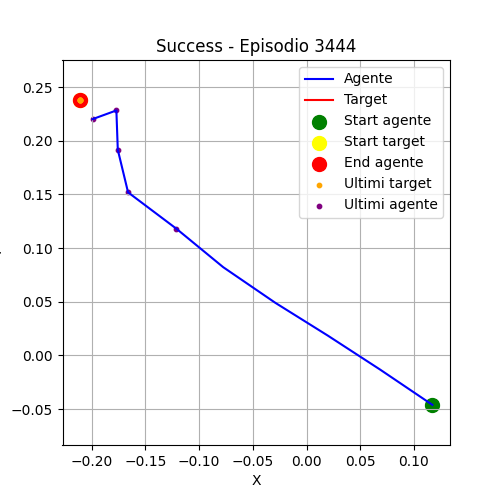 Success - Episodio 3444
Agente
Target
Start agente
Start target
End agente
Ultimi target
Ultimi agente
0.25
0.20
0.15
0.10
0.05
0.00
−0.05
−0.20 −0.15 −0.10 −0.05 0.00 0.05 0.10
X